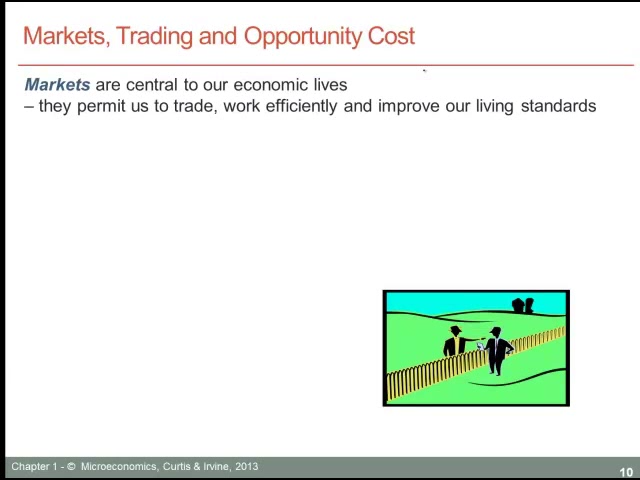 Markets, Trading and Opportunity Cost
Markets are central to our economic lives
– they permit us to trade, work efficiently and improve our living standards
Chapter 1 - © Microeconomics, Curtis & Irvine, 2013
10